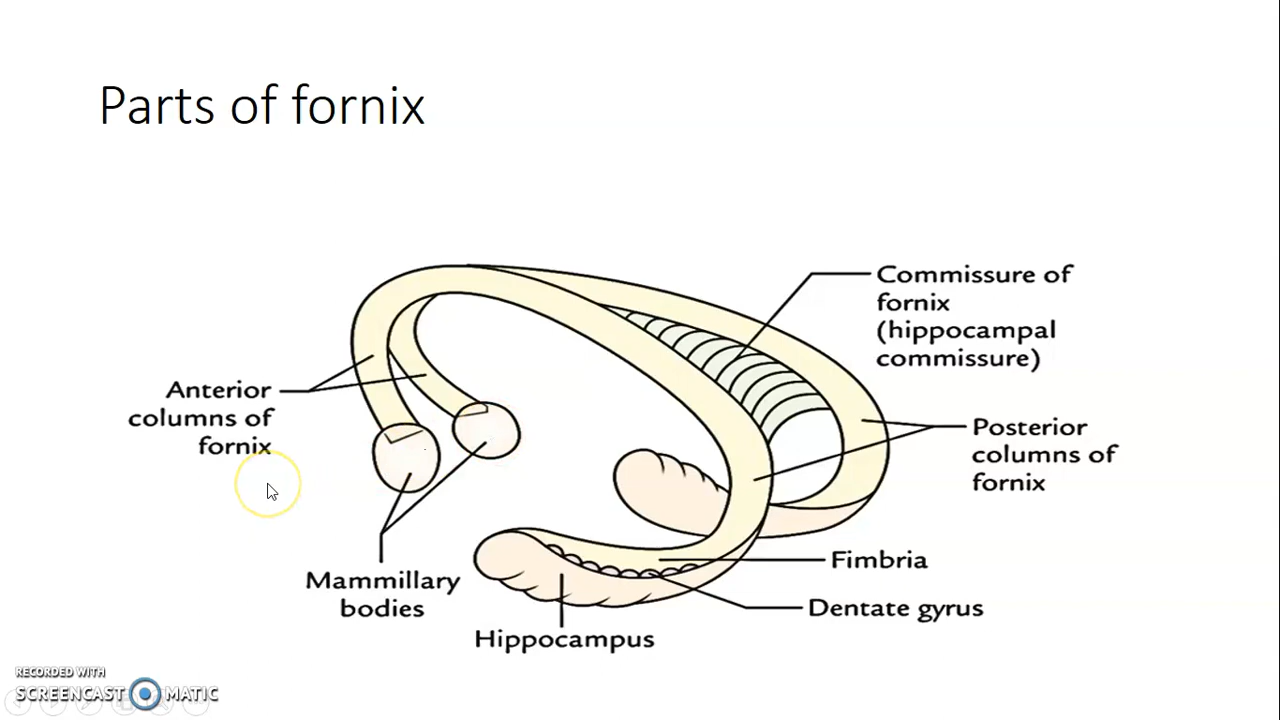 Parts of fornix
Commissure of
fornix
(hippocampal
commissure)
Anterior
columns of
fornix
Posterior
columns of
fornix
Fimbria
Mammillary
bodies
Dentate gyrus
Hippocampus
RECORDED WITH
SCREENCAST MATIC